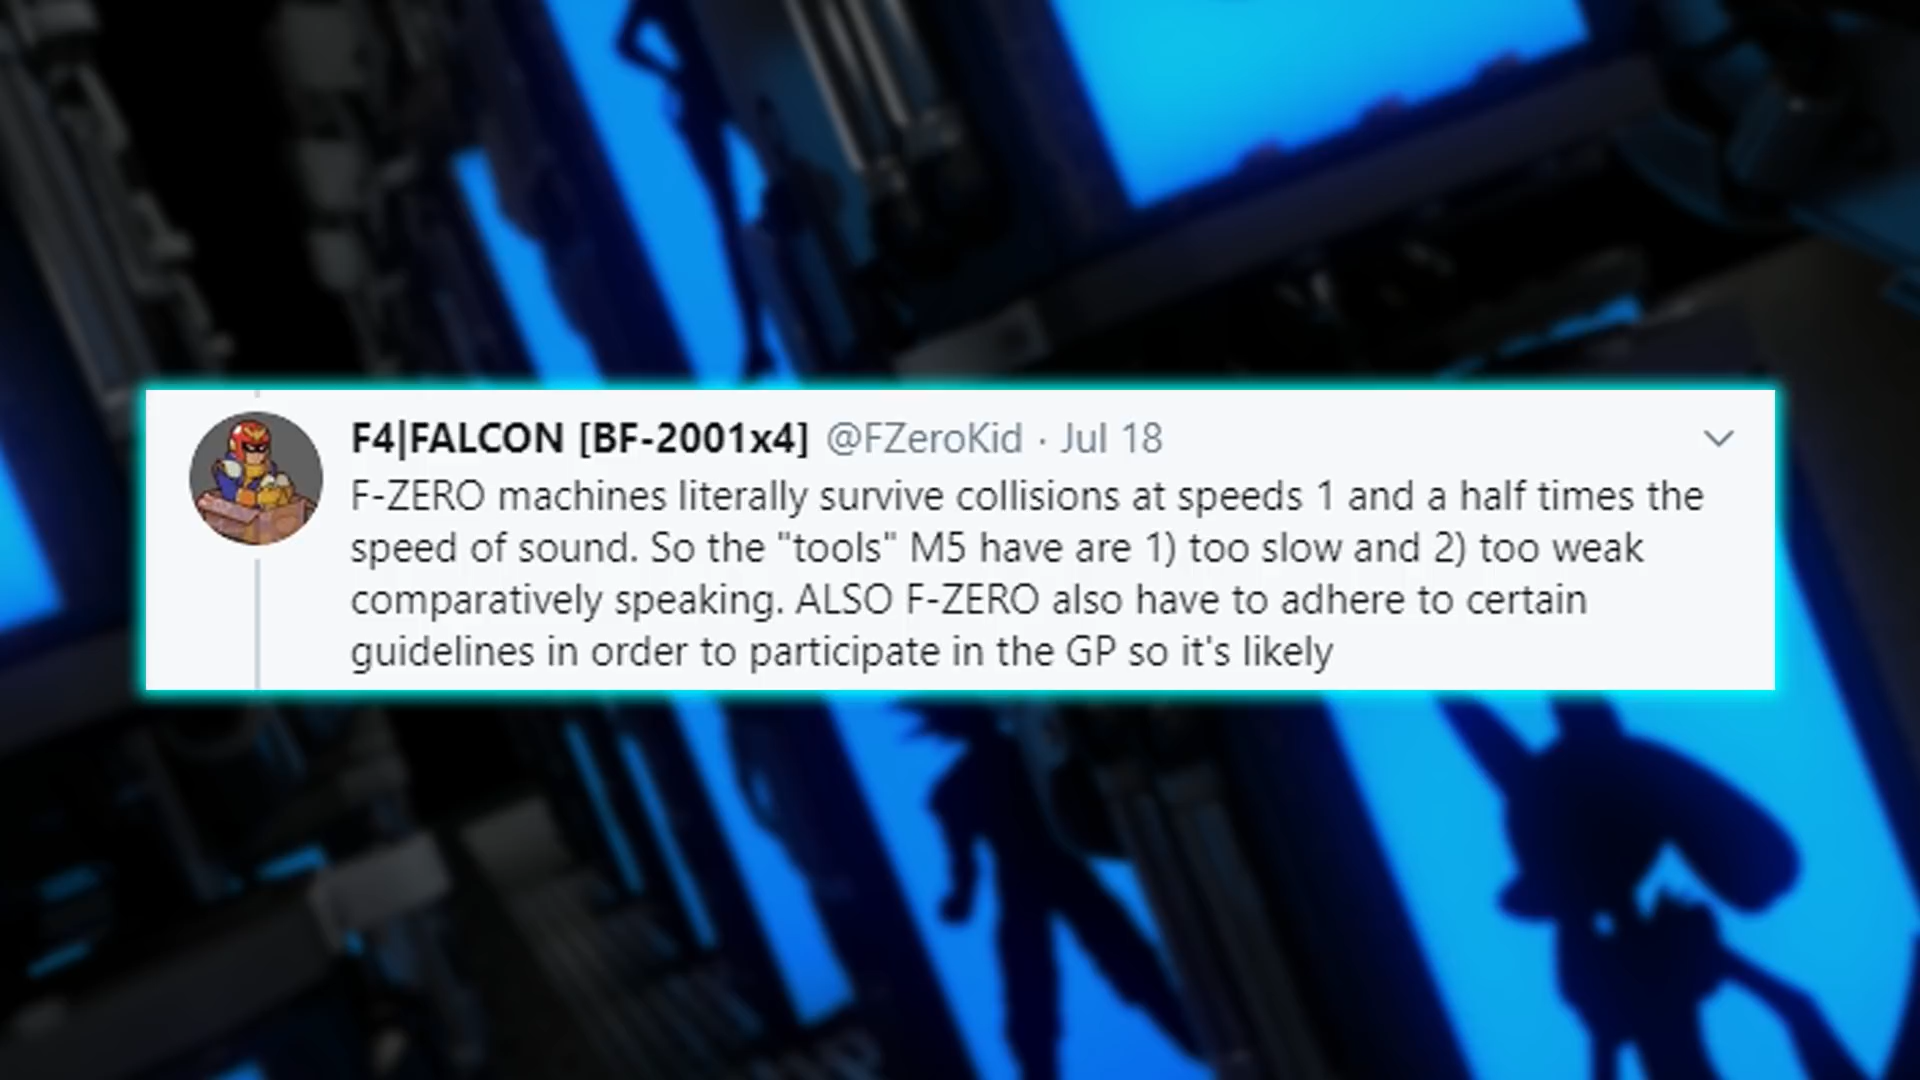 F4|FALCON [BF-2001x4] @FZeroKid · Jul 18
F-ZERO machines literally survive collisions at speeds 1 and a half times the
speed of sound. So the "tools" M5 have are 1) too slow and 2) too weak
comparatively speaking. ALSO F-ZERO also have to adhere to certain
guidelines in order to participate in the GP so it's likely